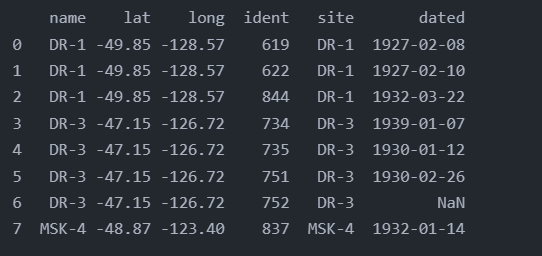 name lat long ident site dated
0 DR-1 -49.85 -128.57 619 DR-1 1927-02-08
1 DR-1 -49.85 -128.57 622 DR-1 1927-02-10
2 DR-1 -49.85 -128.57 844 DR-1 1932-03-22
3 DR-3 -47.15 -126.72 734 DR-3 1939-01-07
4 DR-3 -47.15 -126.72 735 DR-3 1930-01-12
5 DR-3 -47.15 -126.72 751 DR-3 1930-02-26
6 DR-3 -47.15 -126.72 752 DR-3 NaN
7 MSK-4 -48.87 -123.40 837 MSK-4 1932-01-14